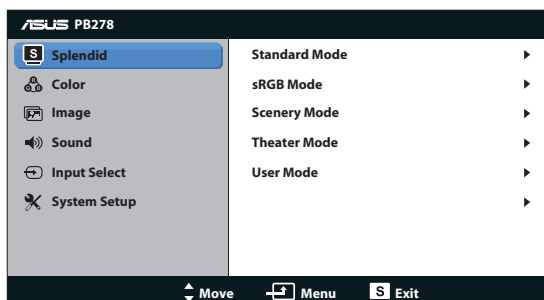 ASUS PB278
S Splendid
Color
Image
Sound
Input Select
System Setup
Standard Mode
sRGB Mode
Scenery Mode
Theater Mode
User Mode
Move Menu S Exit